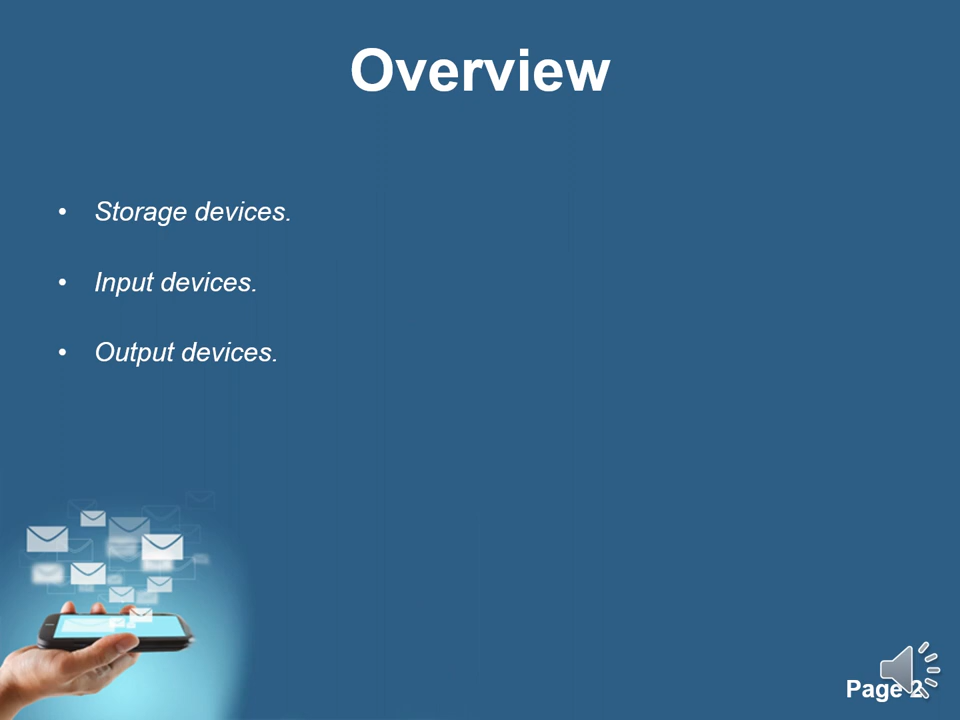 Overview
• Storage devices.
• Input devices.
• Output devices.
Page 2